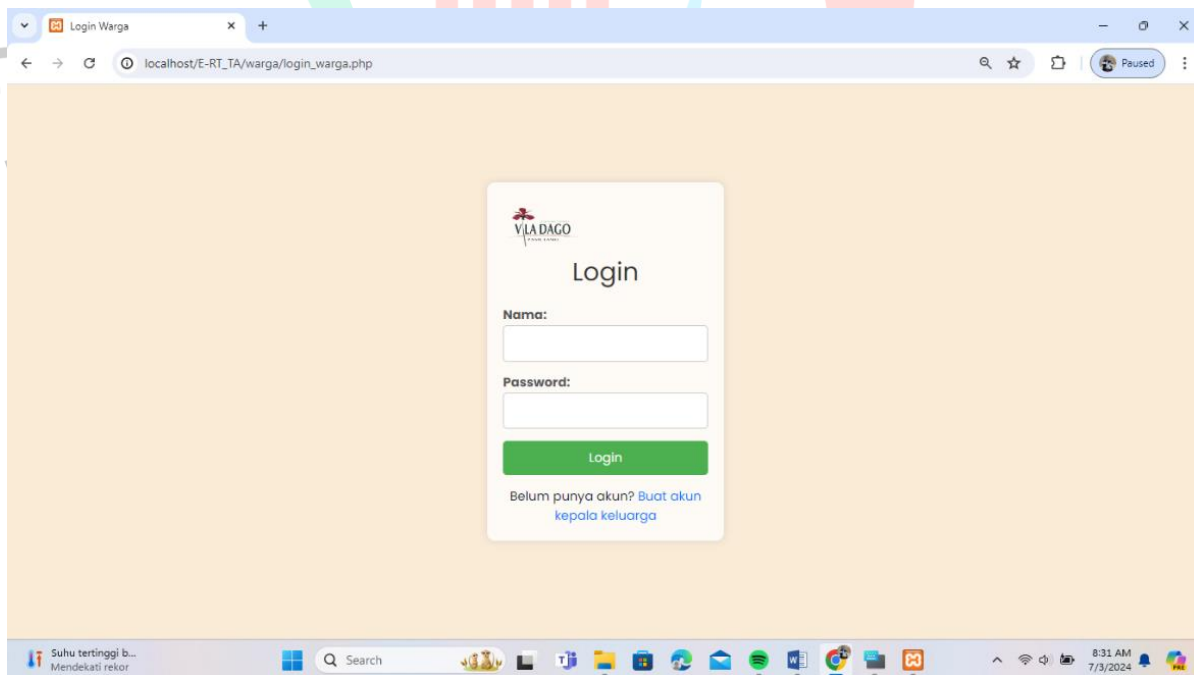 Login Warga
localhost/E-RT_TA/warga/login_warga.php
Paused
VILA DAGO
Login
Nama:
Password:
Login
Belum punya akun? Buat akun
kepala keluarga
Suhu tertinggi b...
Mendekati rekor
Search
8:31 AM
7/3/2024
PRE